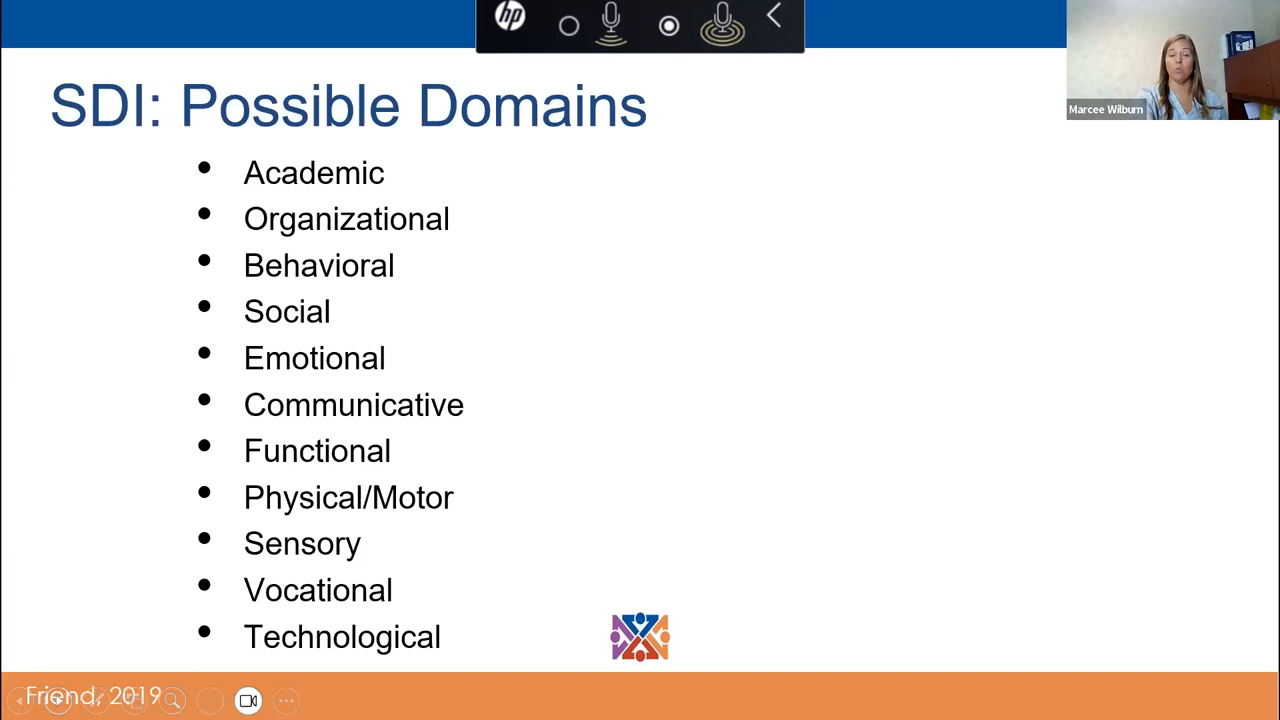 hp
Marcee Wilburn
SDI: Possible Domains
• Academic
• Organizational
• Behavioral
• Social
• Emotional
• Communicative
• Functional
• Physical/Motor
• Sensory
• Vocational
• Technological
Friend, 2019